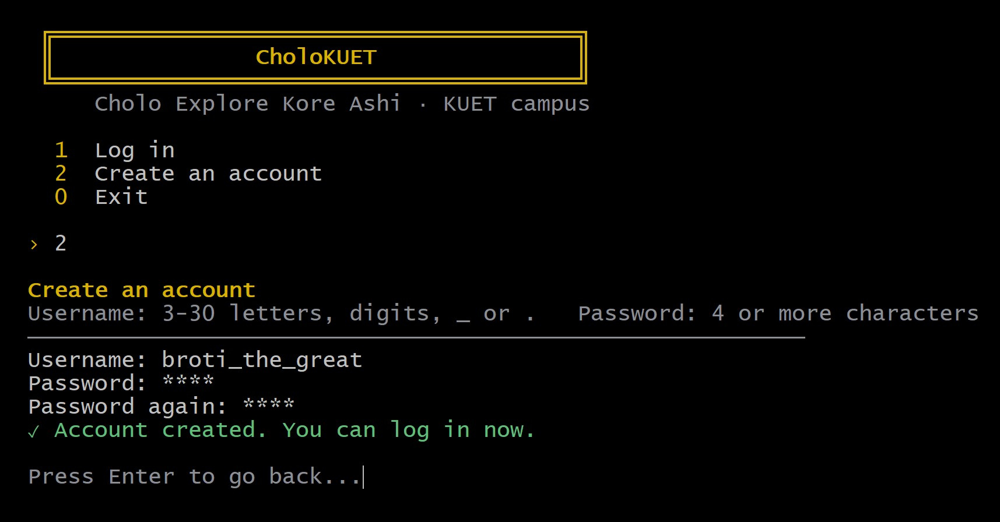 CholoKUET
Cholo Explore Kore Ashi · KUET campus
1 Log in
2 Create an account
0 Exit
> 2
Create an account
Username: 3-30 letters, digits, _ or . Password: 4 or more characters
Username: broti_the_great
Password: ****
Password again: ****
✓ Account created. You can log in now.
Press Enter to go back...